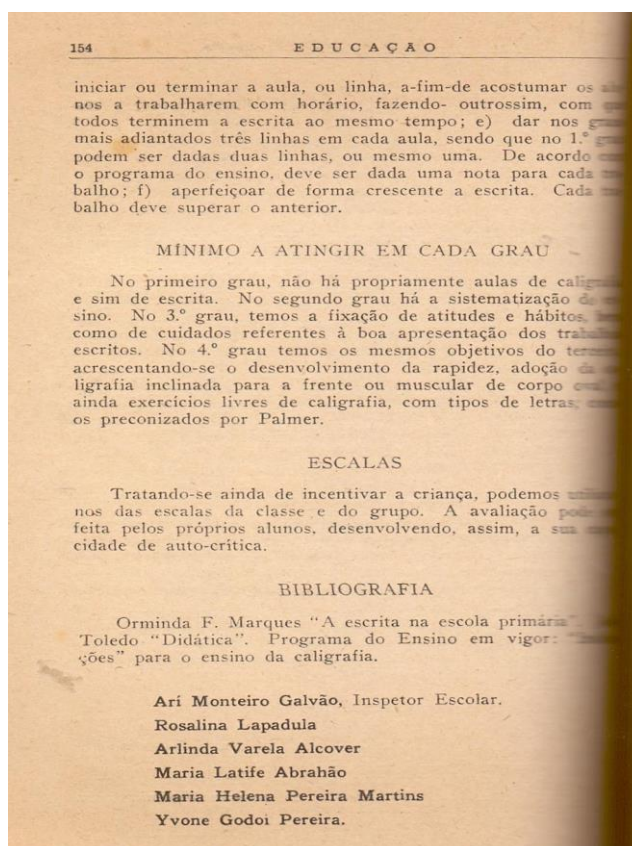 154
EDUCAÇÃO
iniciar ou terminar a aula, ou linha, a-fim-de acostumar os
nos a trabalharem com horário, fazendo- outrossim, com
todos terminem a escrita ao mesmo tempo; e) dar nos
mais adiantados três linhas em cada aula, sendo que no 1.º
podem ser dadas duas linhas, ou mesmo uma. De acordo
o programa do ensino, deve ser dada uma nota para cada
balho; f) aperfeiçoar de forma crescente a escrita. Cada
balho deve superar o anterior.
MÍNIMO A ATINGIR EM CADA GRAU
No primeiro grau, não há propriamente aulas de
e sim de escrita. No segundo grau há a sistematização
sino. No 3.º grau, temos a fixação de atitudes e hábitos,
como de cuidados referentes à boa apresentação dos
escritos. No 4.º grau temos os mesmos objetivos do
acrescentando-se o desenvolvimento da rapidez, adoção
ligrafia inclinada para a frente ou muscular de corpo
ainda exercícios livres de caligrafia, com tipos de letras,
os preconizados por Palmer.
ESCALAS
Tratando-se ainda de incentivar a criança, podemos
nos das escalas da classe e do grupo. A avaliação
feita pelos próprios alunos, desenvolvendo, assim, a sua
cidade de auto-crítica.
BIBLIOGRAFIA
Orminda F. Marques "A escrita na escola primária".
Toledo "Didática". Programa do Ensino em vigor:
ções" para o ensino da caligrafia.
Arí Monteiro Galvão, Inspetor Escolar.
Rosalina Lapadula
Arlinda Varela Alcover
Maria Latife Abrahão
Maria Helena Pereira Martins
Yvone Godoi Pereira.